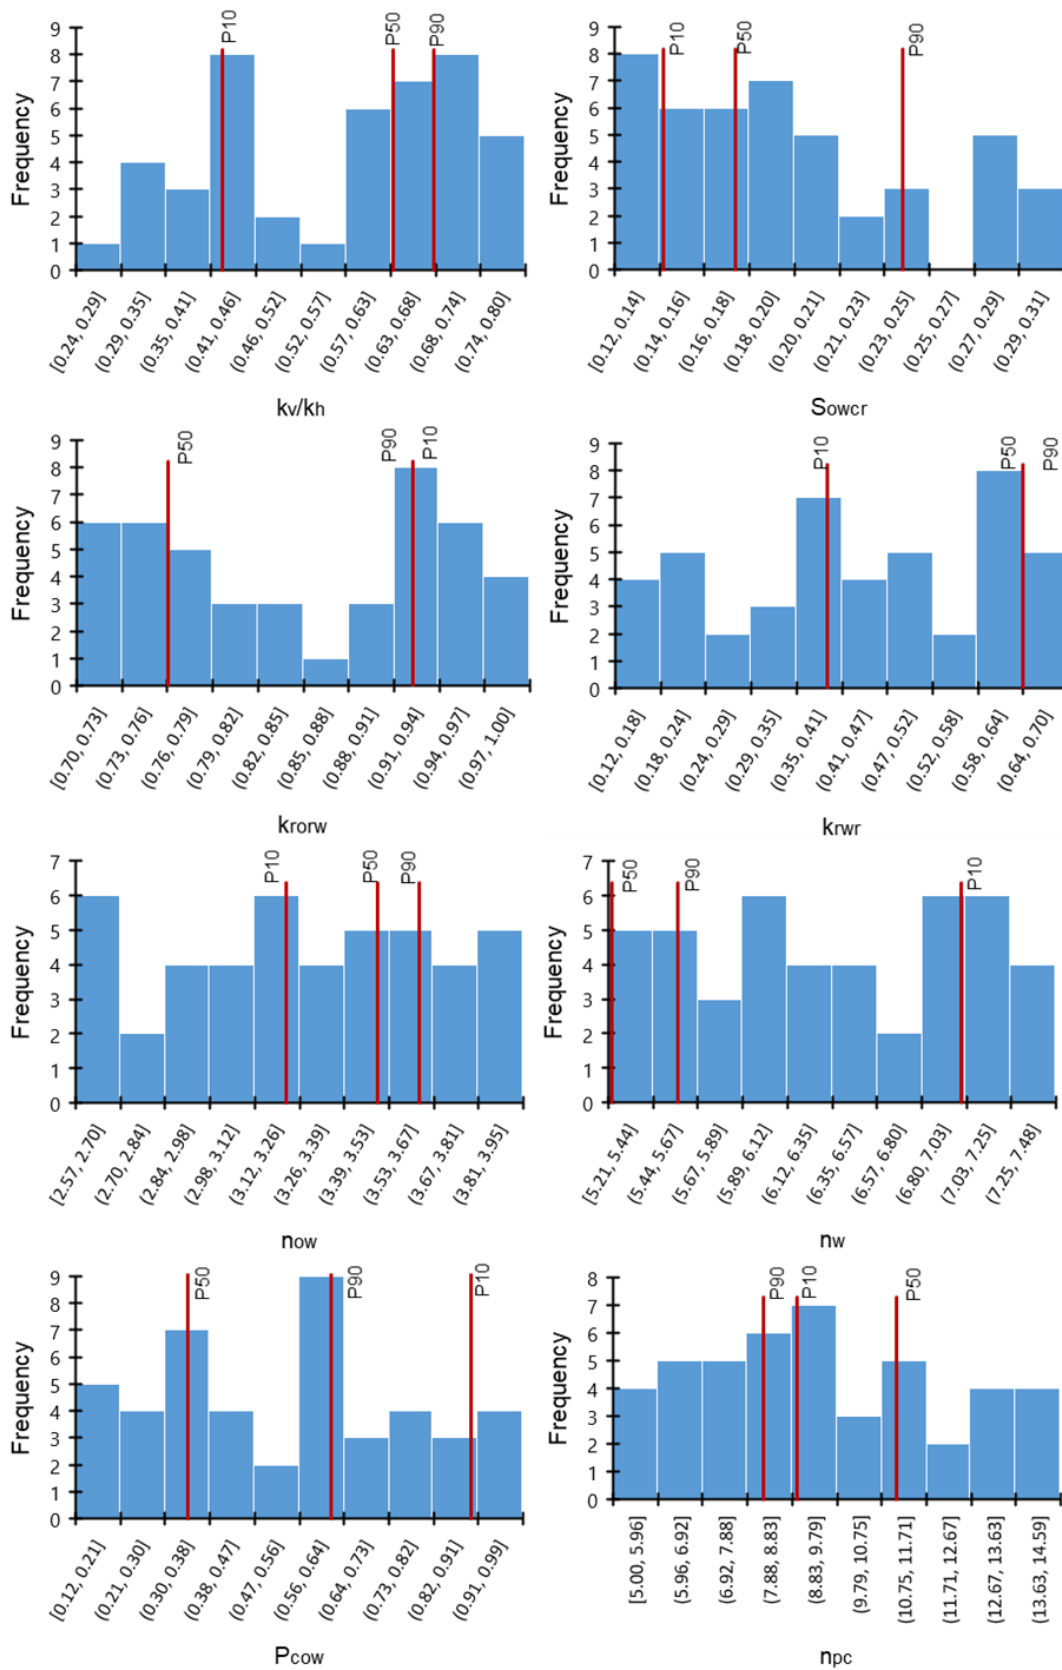 P10 P50 P90
9
8
7
6
5
4
3
2
1
0
Frequency
[0.24, 0.29] (0.29, 0.35] (0.35, 0.41] (0.41, 0.46] (0.46, 0.52] (0.52, 0.57] (0.57, 0.63] (0.63, 0.68] (0.68, 0.74] (0.74, 0.80]
kv/kh
P10 P50 P90
9
8
7
6
5
4
3
2
1
0
Frequency
[0.12, 0.14] (0.14, 0.16] (0.16, 0.18] (0.18, 0.20] (0.20, 0.21] (0.21, 0.23] (0.23, 0.25] (0.25, 0.27] (0.27, 0.29] (0.29, 0.31]
Sowcr
P50 P90 P10
9
8
7
6
5
4
3
2
1
0
Frequency
[0.70, 0.73] (0.73, 0.76] (0.76, 0.79] (0.79, 0.82] (0.82, 0.85] (0.85, 0.88] (0.88, 0.91] (0.91, 0.94] (0.94, 0.97] (0.97, 1.00]
krorw
P10 P50 P90
9
8
7
6
5
4
3
2
1
0
Frequency
[0.12, 0.18] (0.18, 0.24] (0.24, 0.29] (0.29, 0.35] (0.35, 0.41] (0.41, 0.47] (0.47, 0.52] (0.52, 0.58] (0.58, 0.64] (0.64, 0.70]
krwr
P10 P50 P90
7
6
5
4
3
2
1
0
Frequency
[2.57, 2.70] (2.70, 2.84] (2.84, 2.98] (2.98, 3.12] (3.12, 3.26] (3.26, 3.39] (3.39, 3.53] (3.53, 3.67] (3.67, 3.81] (3.81, 3.95]
now
P50 P90 P10
7
6
5
4
3
2
1
0
Frequency
[5.21, 5.44] (5.44, 5.67] (5.67, 5.89] (5.89, 6.12] (6.12, 6.35] (6.35, 6.57] (6.57, 6.80] (6.80, 7.03] (7.03, 7.25] (7.25, 7.48]
nw
P50 P90 P10
9
8
7
6
5
4
3
2
1
0
Frequency
[0.12, 0.21] (0.21, 0.30] (0.30, 0.38] (0.38, 0.47] (0.47, 0.56] (0.56, 0.64] (0.64, 0.73] (0.73, 0.82] (0.82, 0.91] (0.91, 0.99]
Pcow
P90 P10 P50
8
7
6
5
4
3
2
1
0
Frequency
[5.00, 5.96] (5.96, 6.92] (6.92, 7.88] (7.88, 8.83] (8.83, 9.79] (9.79, 10.75] (10.75, 11.71] (11.71, 12.67] (12.67, 13.63] (13.63, 14.59]
npc